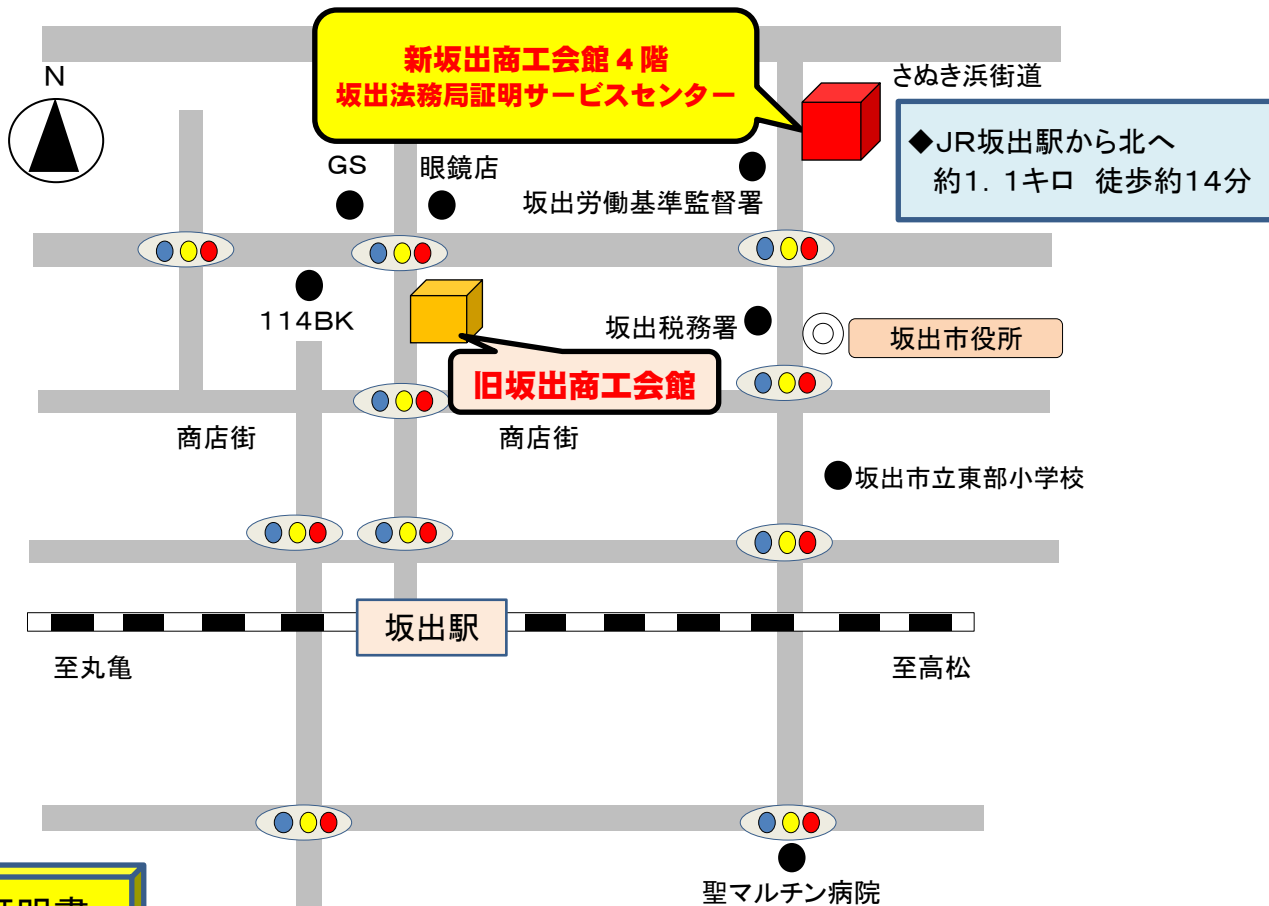 新坂出商工会館４階
坂出法務局証明サービスセンター
さぬき浜街道
N
◆JR坂出駅から北へ
約1．1キロ　徒歩約14分
GS
眼鏡店
坂出労働基準監督署
114BK
坂出税務署
坂出市役所
旧坂出商工会館
商店街
商店街
坂出市立東部小学校
坂出駅
至丸亀
至高松
聖マルチン病院